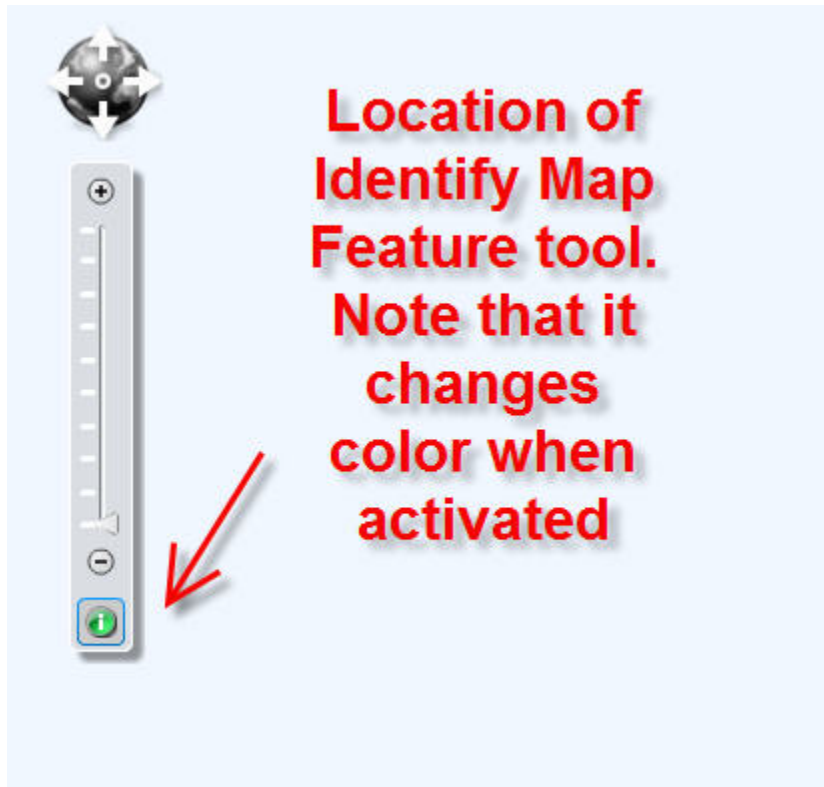 Location of
Identify Map
Feature tool.
Note that it
changes
color when
activated
+
−
i